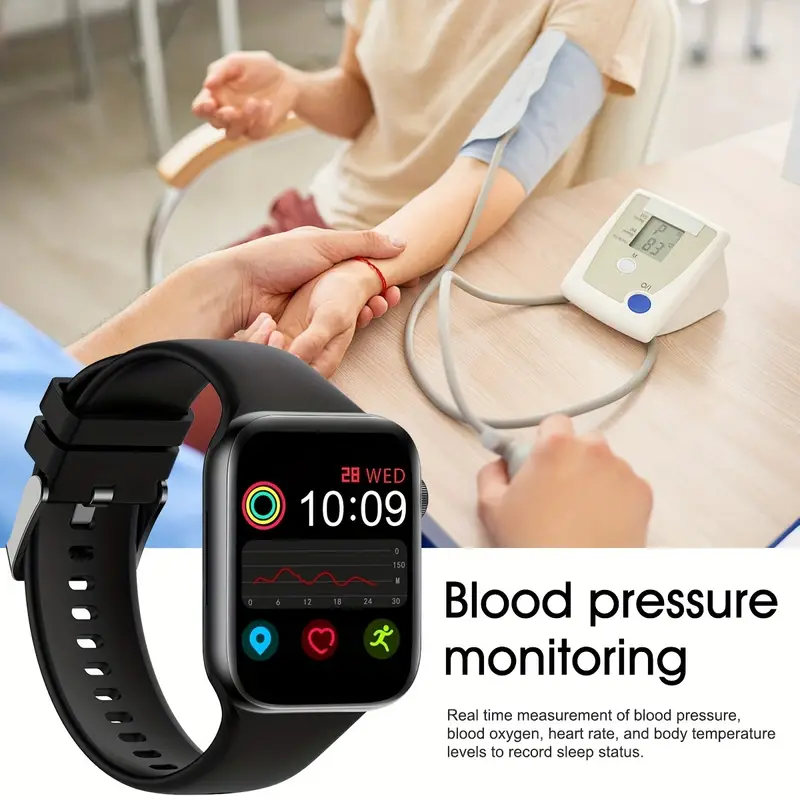 M
O/I
28 WED
10:09
0
150
M
0 6 12 18 24 30
Blood pressure
monitoring
Real time measurement of blood pressure,
blood oxygen, heart rate, and body temperature
levels to record sleep status.